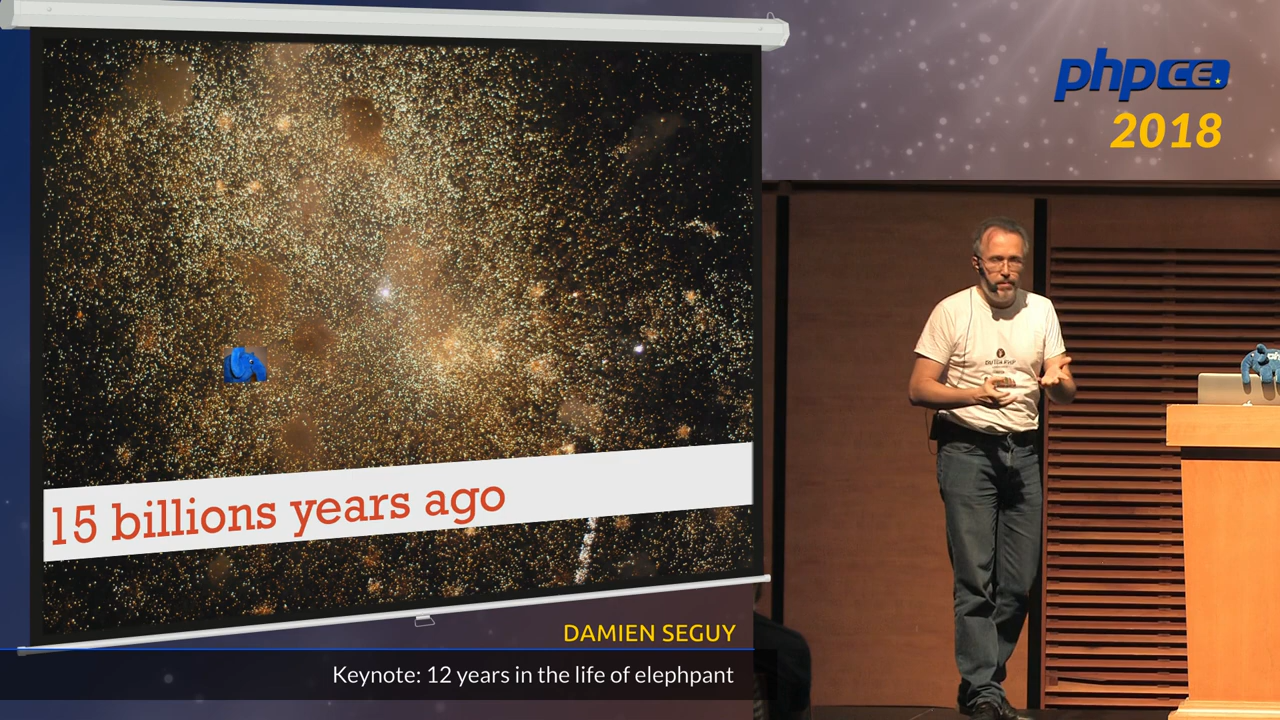 phpCE
2018
15 billions years ago
DAMIEN SEGUY
Keynote: 12 years in the life of elephpant